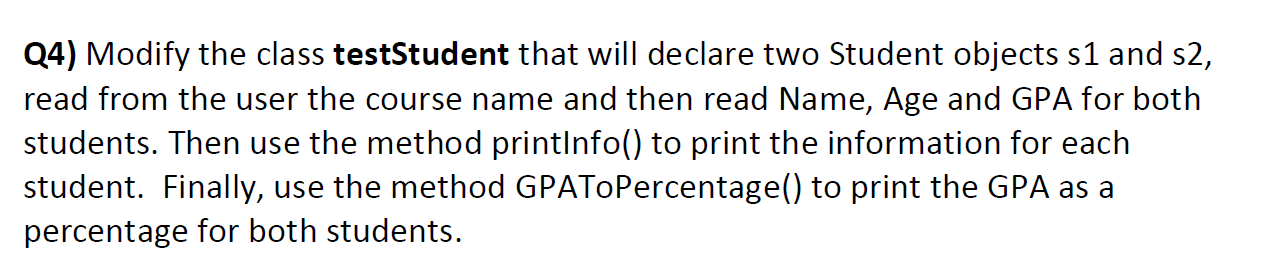 Q4) Modify the class testStudent that will declare two Student objects s1 and s2,
read from the user the course name and then read Name, Age and GPA for both
students. Then use the method printInfo() to print the information for each
student.  Finally, use the method GPAToPercentage() to print the GPA as a
percentage for both students.